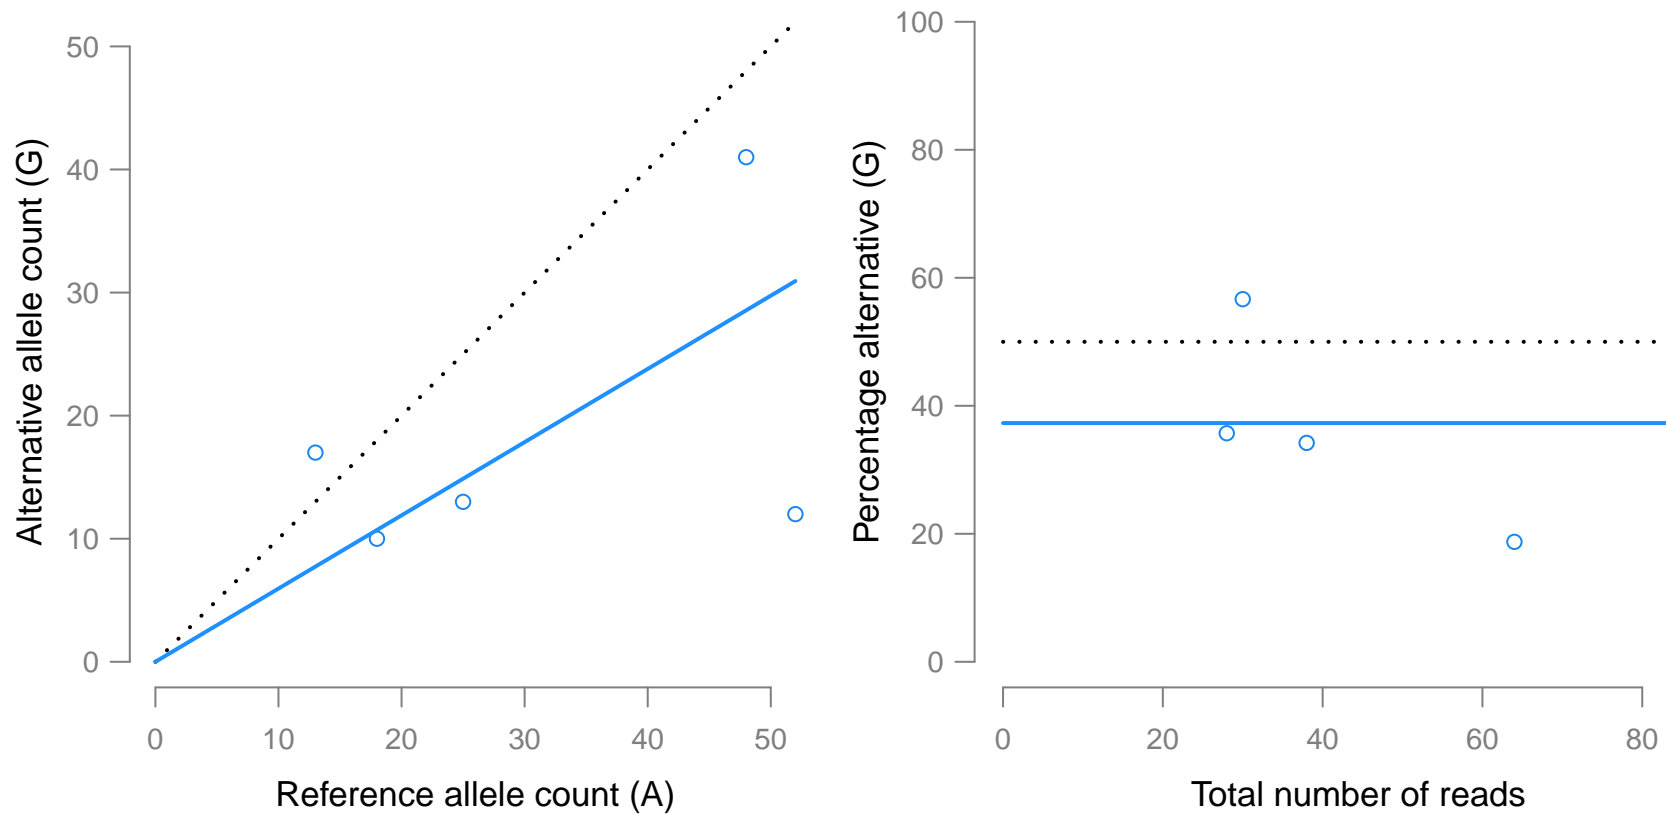 Alternative allele count (G)
50
40
30
20
10
0
0 10 20 30 40 50
Reference allele count (A)
Percentage alternative (G)
100
80
60
40
20
0
0 20 40 60 80
Total number of reads